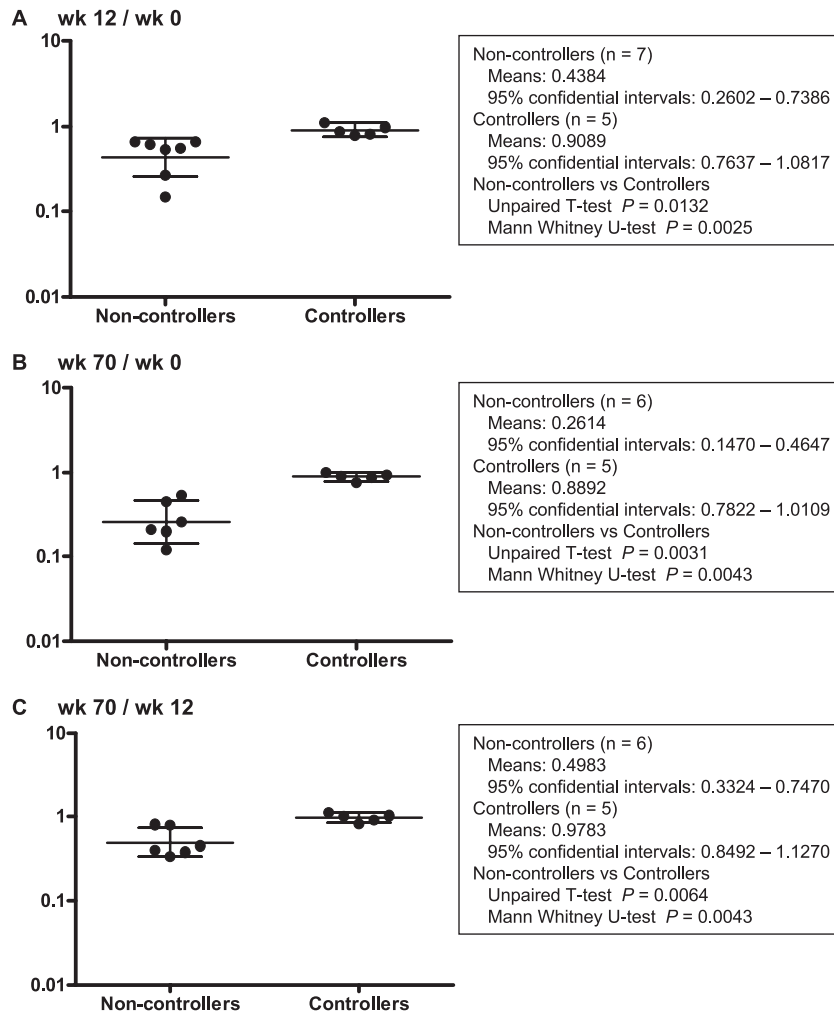 A wk 12 / wk 0
10
1
0.1
0.01
Non-controllers Controllers
Non-controllers (n = 7)
Means: 0.4384
95% confidential intervals: 0.2602 – 0.7386
Controllers (n = 5)
Means: 0.9089
95% confidential intervals: 0.7637 - 1.0817
Non-controllers vs Controllers
Unpaired T-test P = 0.0132
Mann Whitney U-test P = 0.0025
B wk 70 / wk 0
10
1
0.1
0.01
Non-controllers Controllers
Non-controllers (n = 6)
Means: 0.2614
95% confidential intervals: 0.1470 – 0.4647
Controllers (n = 5)
Means: 0.8892
95% confidential intervals: 0.7822 – 1.0109
Non-controllers vs Controllers
Unpaired T-test P = 0.0031
Mann Whitney U-test P = 0.0043
C wk 70 / wk 12
10
1
0.1
0.01
Non-controllers Controllers
Non-controllers (n = 6)
Means: 0.4983
95% confidential intervals: 0.3324 – 0.7470
Controllers (n = 5)
Means: 0.9783
95% confidential intervals: 0.8492 – 1.1270
Non-controllers vs Controllers
Unpaired T-test P = 0.0064
Mann Whitney U-test P = 0.0043